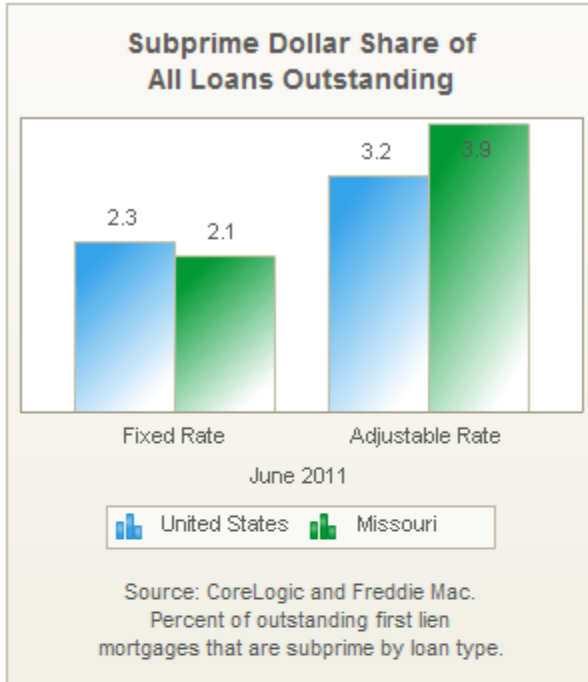 Subprime Dollar Share of
All Loans Outstanding
2.3
2.1
3.2
3.9
Fixed Rate
Adjustable Rate
June 2011
United States
Missouri
Source: CoreLogic and Freddie Mac.
Percent of outstanding first lien
mortgages that are subprime by loan type.